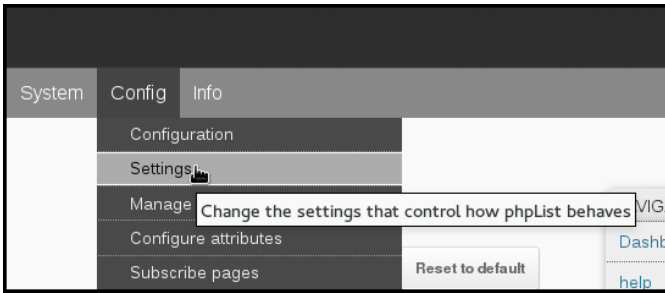 System Config Info
Configuration
Settings
Manage
Change the settings that control how phpList behaves
VIG
Configure attributes
Dashb
Subscribe pages
Reset to default
help